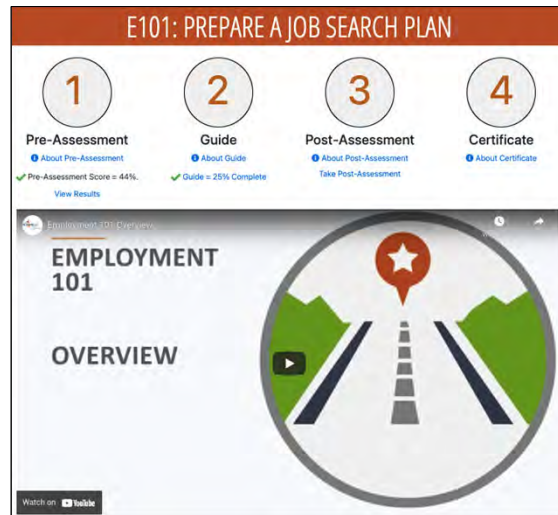 E101: PREPARE A JOB SEARCH PLAN
1 2 3 4
Pre-Assessment Guide Post-Assessment Certificate
About Pre-Assessment About Guide About Post-Assessment About Certificate
Pre-Assessment Score = 44%. Guide = 25% Complete Take Post-Assessment
View Results
Employment 101 Overview
EMPLOYMENT
101
OVERVIEW
Watch on YouTube